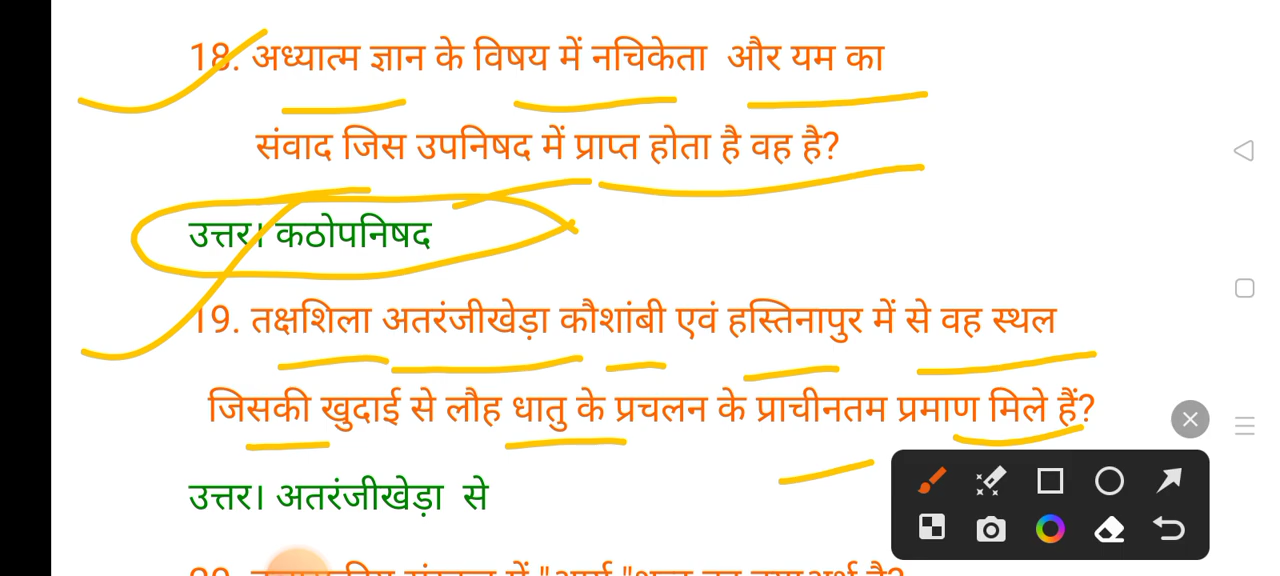 18. अध्यात्म ज्ञान के विषय में नचिकेता और यम का
संवाद जिस उपनिषद में प्राप्त होता है वह है?
उत्तर। कठोपनिषद
19. तक्षशिला अतरंजीखेड़ा कौशांबी एवं हस्तिनापुर में से वह स्थल
जिसकी खुदाई से लौह धातु के प्रचलन के प्राचीनतम प्रमाण मिले हैं?
उत्तर। अतरंजीखेड़ा से